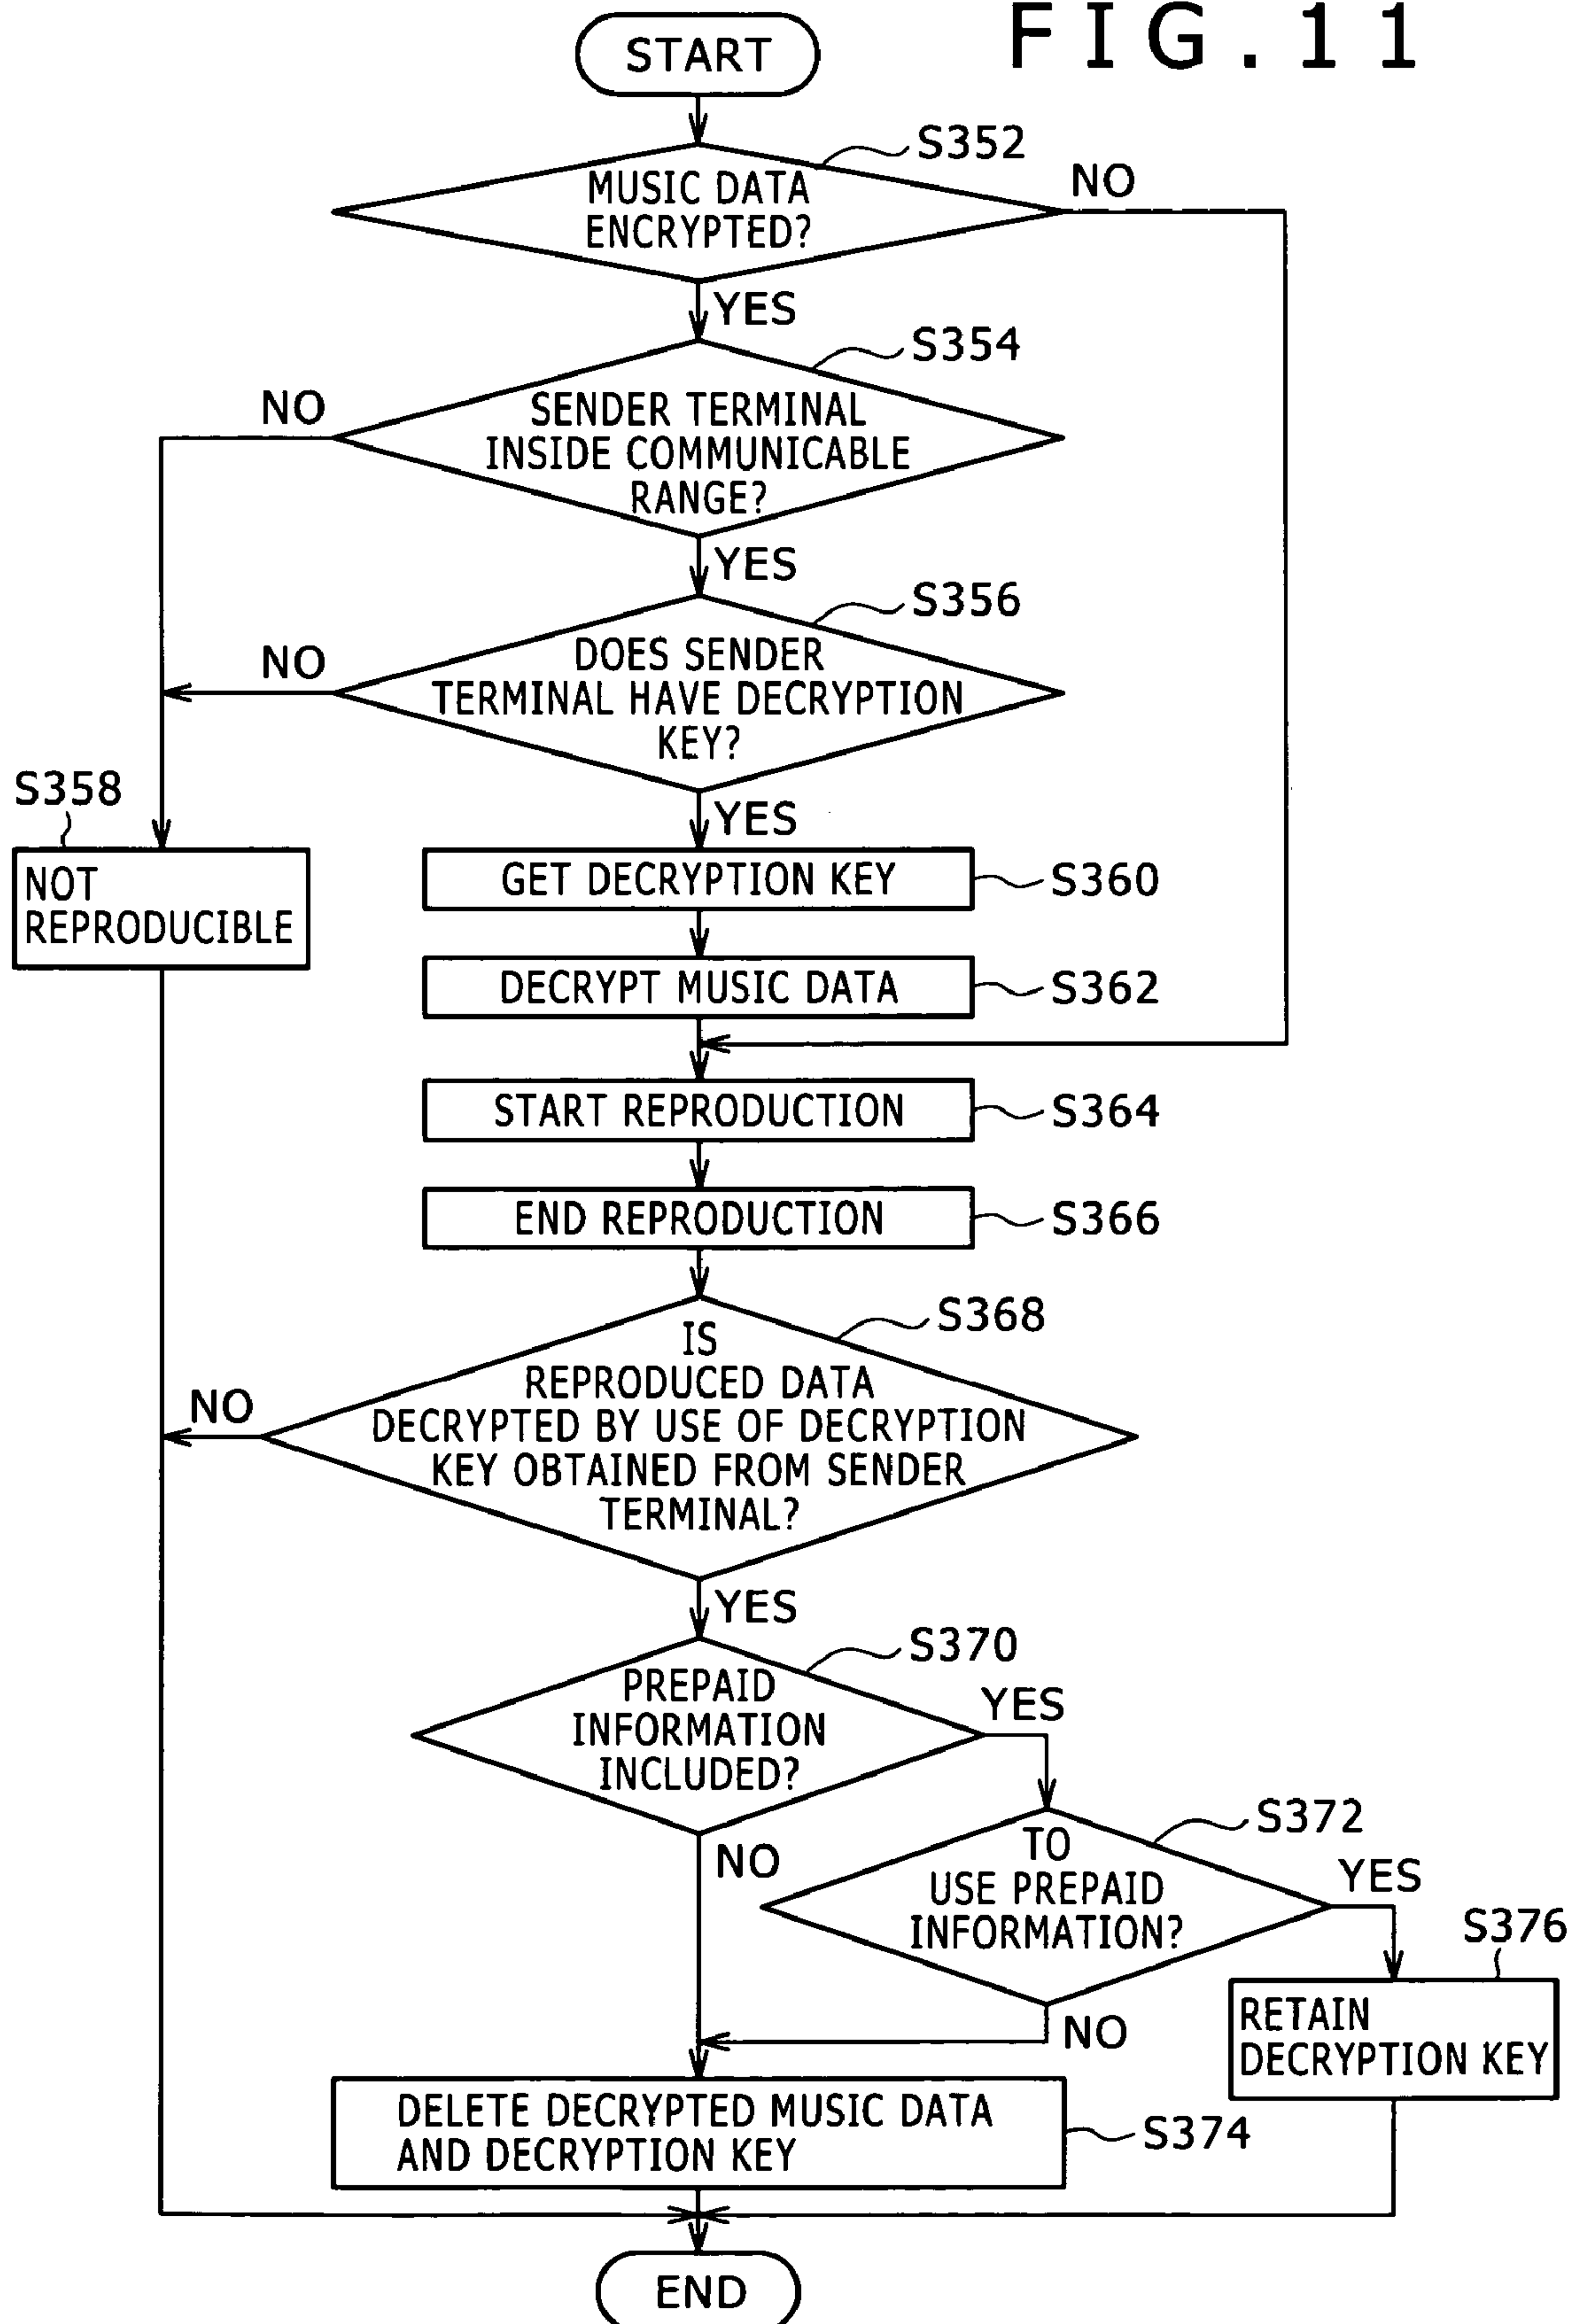 FIG.11
START
S352
MUSIC DATA
ENCRYPTED?
NO
YES
S354
SENDER TERMINAL
INSIDE COMMUNICABLE
RANGE?
NO
YES
S356
DOES SENDER
TERMINAL HAVE DECRYPTION
KEY?
NO
YES
S358
NOT
REPRODUCIBLE
GET DECRYPTION KEY
S360
DECRYPT MUSIC DATA
S362
START REPRODUCTION
S364
END REPRODUCTION
S366
S368
IS
REPRODUCED DATA
DECRYPTED BY USE OF DECRYPTION
KEY OBTAINED FROM SENDER
TERMINAL?
NO
YES
S370
PREPAID
INFORMATION
INCLUDED?
YES
NO
S372
TO
USE PREPAID
INFORMATION?
YES
NO
S376
RETAIN
DECRYPTION KEY
DELETE DECRYPTED MUSIC DATA
AND DECRYPTION KEY
S374
END